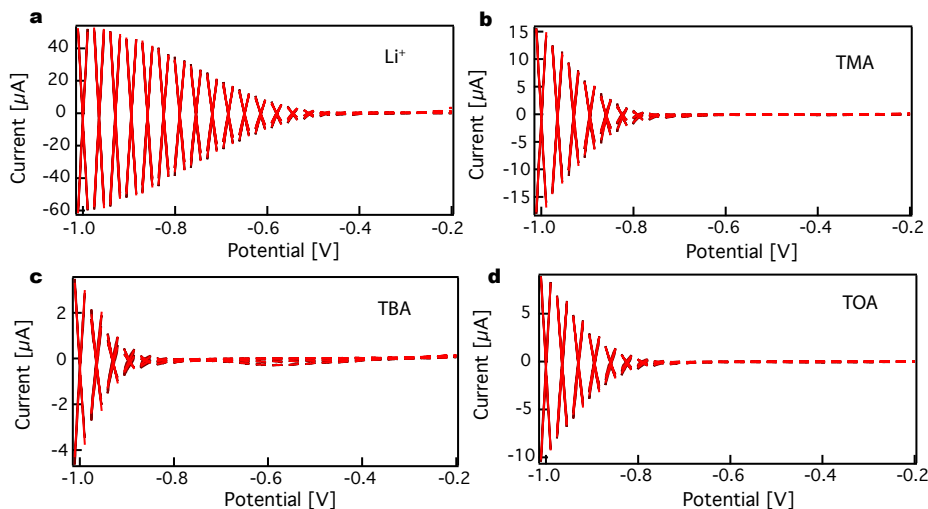 a
Li⁺
Current [µA]
40
20
0
-20
-40
-60
-1.0
-0.8
-0.6
-0.4
-0.2
Potential [V]
b
TMA
Current [µA]
15
10
5
0
-5
-10
-15
-1.0
-0.8
-0.6
-0.4
-0.2
Potential [V]
c
TBA
Current [µA]
2
0
-2
-4
-1.0
-0.8
-0.6
-0.4
-0.2
Potential [V]
d
TOA
Current [µA]
5
0
-5
-10
-1.0
-0.8
-0.6
-0.4
-0.2
Potential [V]